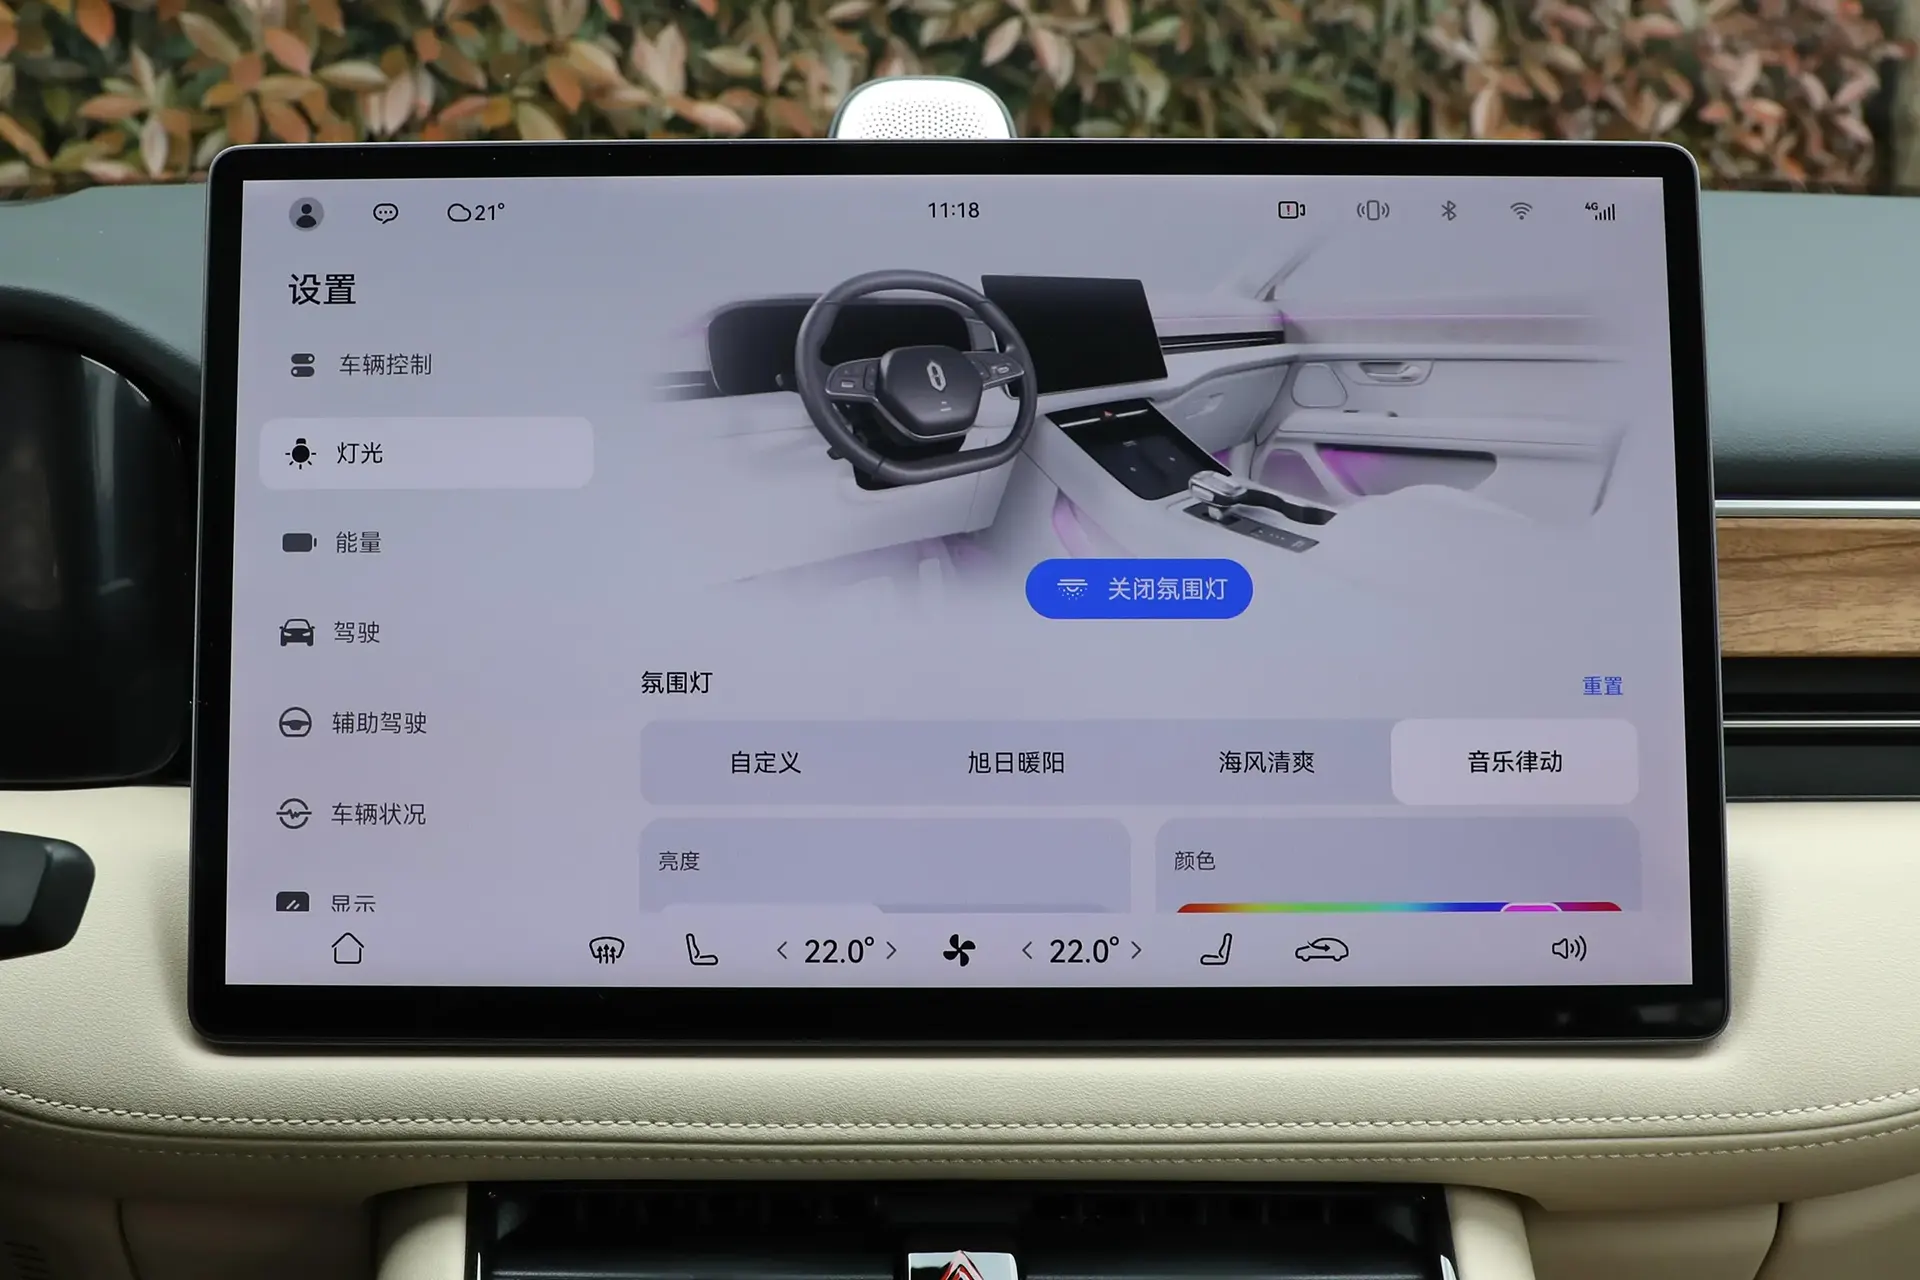 21°
11:18
4G
设置
车辆控制
灯光
能量
驾驶
辅助驾驶
车辆状况
显示
关闭氛围灯
氛围灯
重置
自定义
旭日暖阳
海风清爽
音乐律动
亮度
颜色
< 22.0° >
< 22.0° >